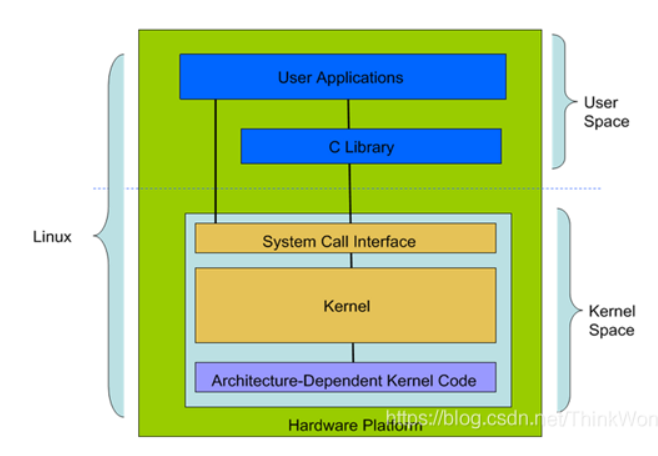 User Applications
User
Space
C Library
Linux
System Call Interface
Kernel
Kernel
Space
Architecture-Dependent Kernel Code
https://blog.csdn.net/ThinkWon
Hardware Platform